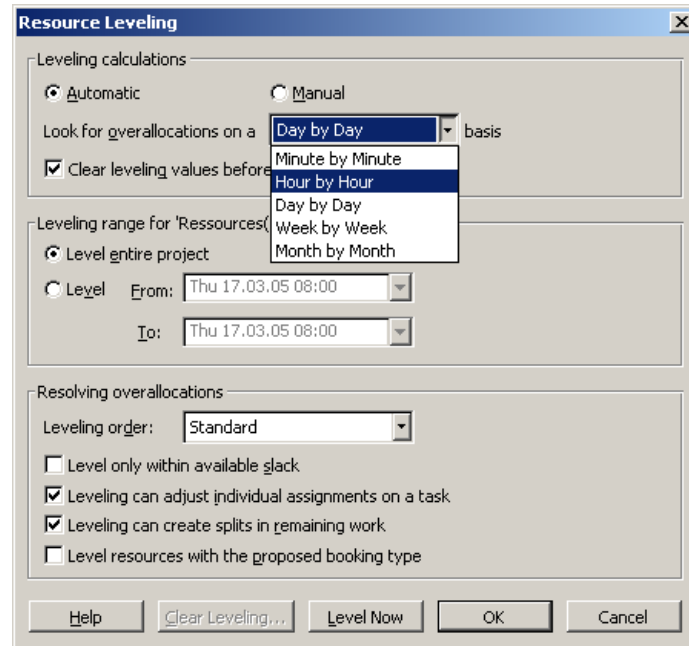 Resource Leveling
Leveling calculations
Automatic Manual
Look for overallocations on a Day by Day basis
Clear leveling values before
Minute by Minute
Hour by Hour
Day by Day
Week by Week
Month by Month
Leveling range for 'Ressources(
Level entire project
Level From: Thu 17.03.05 08:00
To: Thu 17.03.05 08:00
Resolving overallocations
Leveling order: Standard
Level only within available slack
Leveling can adjust individual assignments on a task
Leveling can create splits in remaining work
Level resources with the proposed booking type
Help Clear Leveling... Level Now OK Cancel